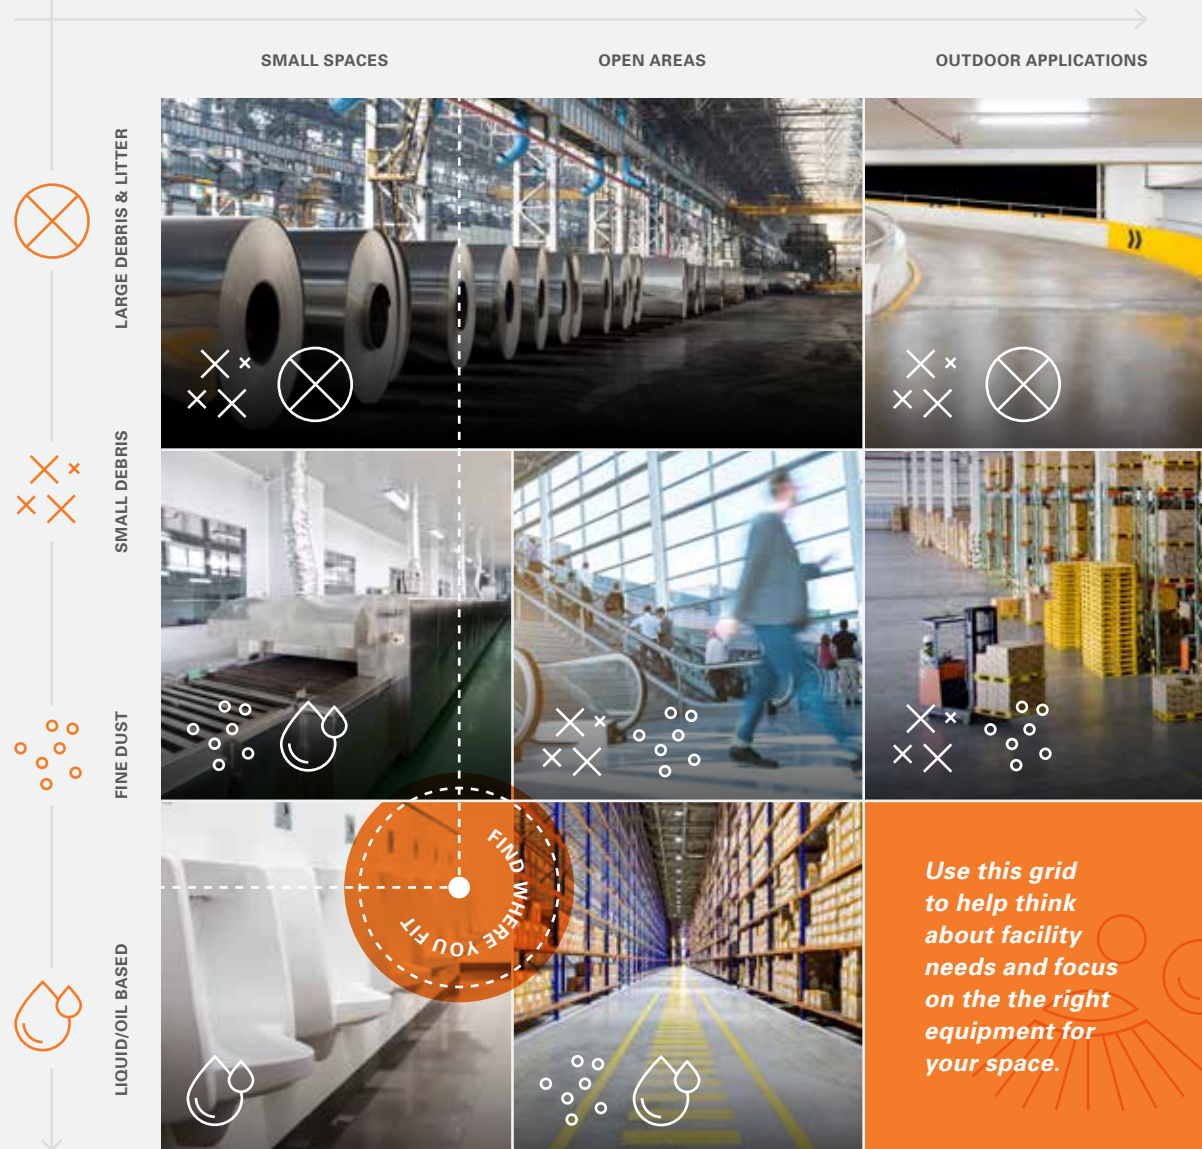 SMALL SPACES
OPEN AREAS
OUTDOOR APPLICATIONS
LARGE DEBRIS & LITTER
SMALL DEBRIS
FINE DUST
LIQUID/OIL BASED
FIND WHERE YOU FIT
Use this grid
to help think
about facility
needs and focus
on the the right
equipment for
your space.